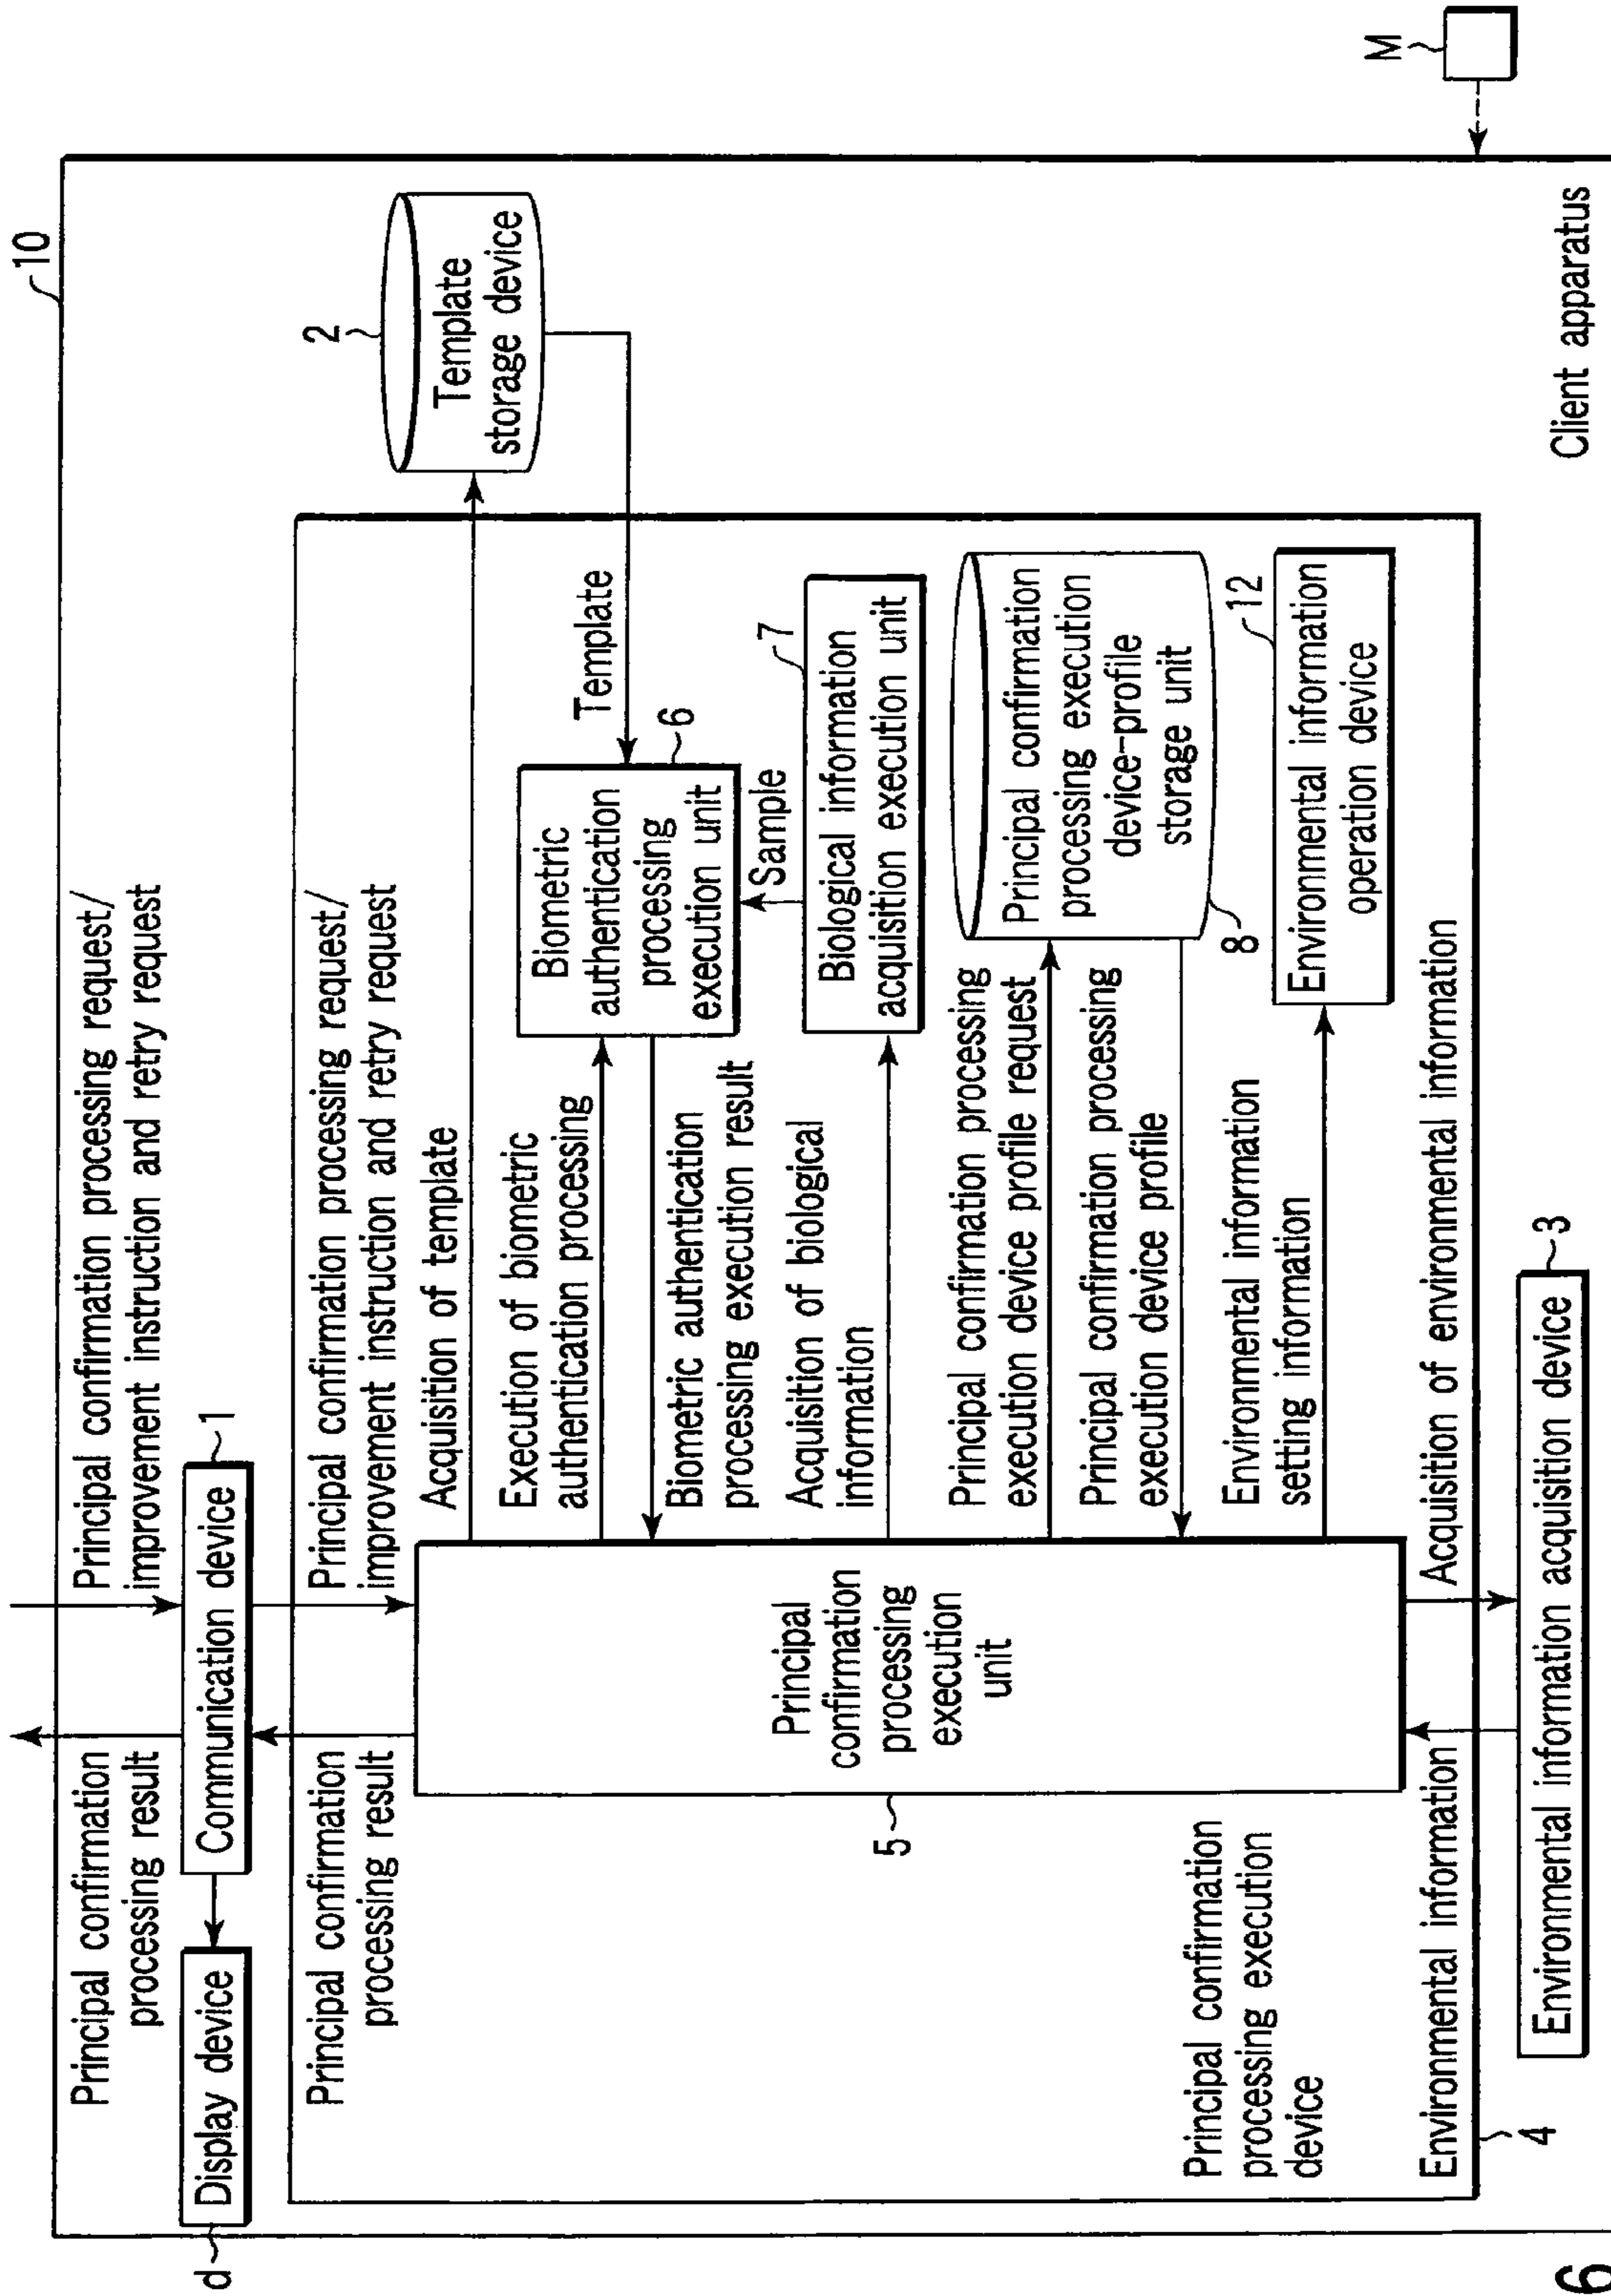 10
Principal confirmation processing request/
improvement instruction and retry request
Principal confirmation
processing result
1
Communication device
Display device
d
2
Template
storage device
Principal confirmation processing request/
improvement instruction and retry request
Principal confirmation
processing result
Acquisition of template
Template
Execution of biometric
authentication processing
6
Biometric
authentication
processing
execution unit
Biometric authentication
processing execution result
Sample
7
Biological information
acquisition execution unit
Acquisition of biological
information
Principal
confirmation
processing
execution
unit
5
Principal confirmation processing
execution device profile request
Principal confirmation processing
execution device profile
Principal confirmation
processing execution
device-profile
storage unit
8
Environmental information
setting information
12
Environmental information
operation device
Principal confirmation
processing execution
device
4
Environmental information
Acquisition of environmental information
3
Environmental information acquisition device
Client apparatus
M
6